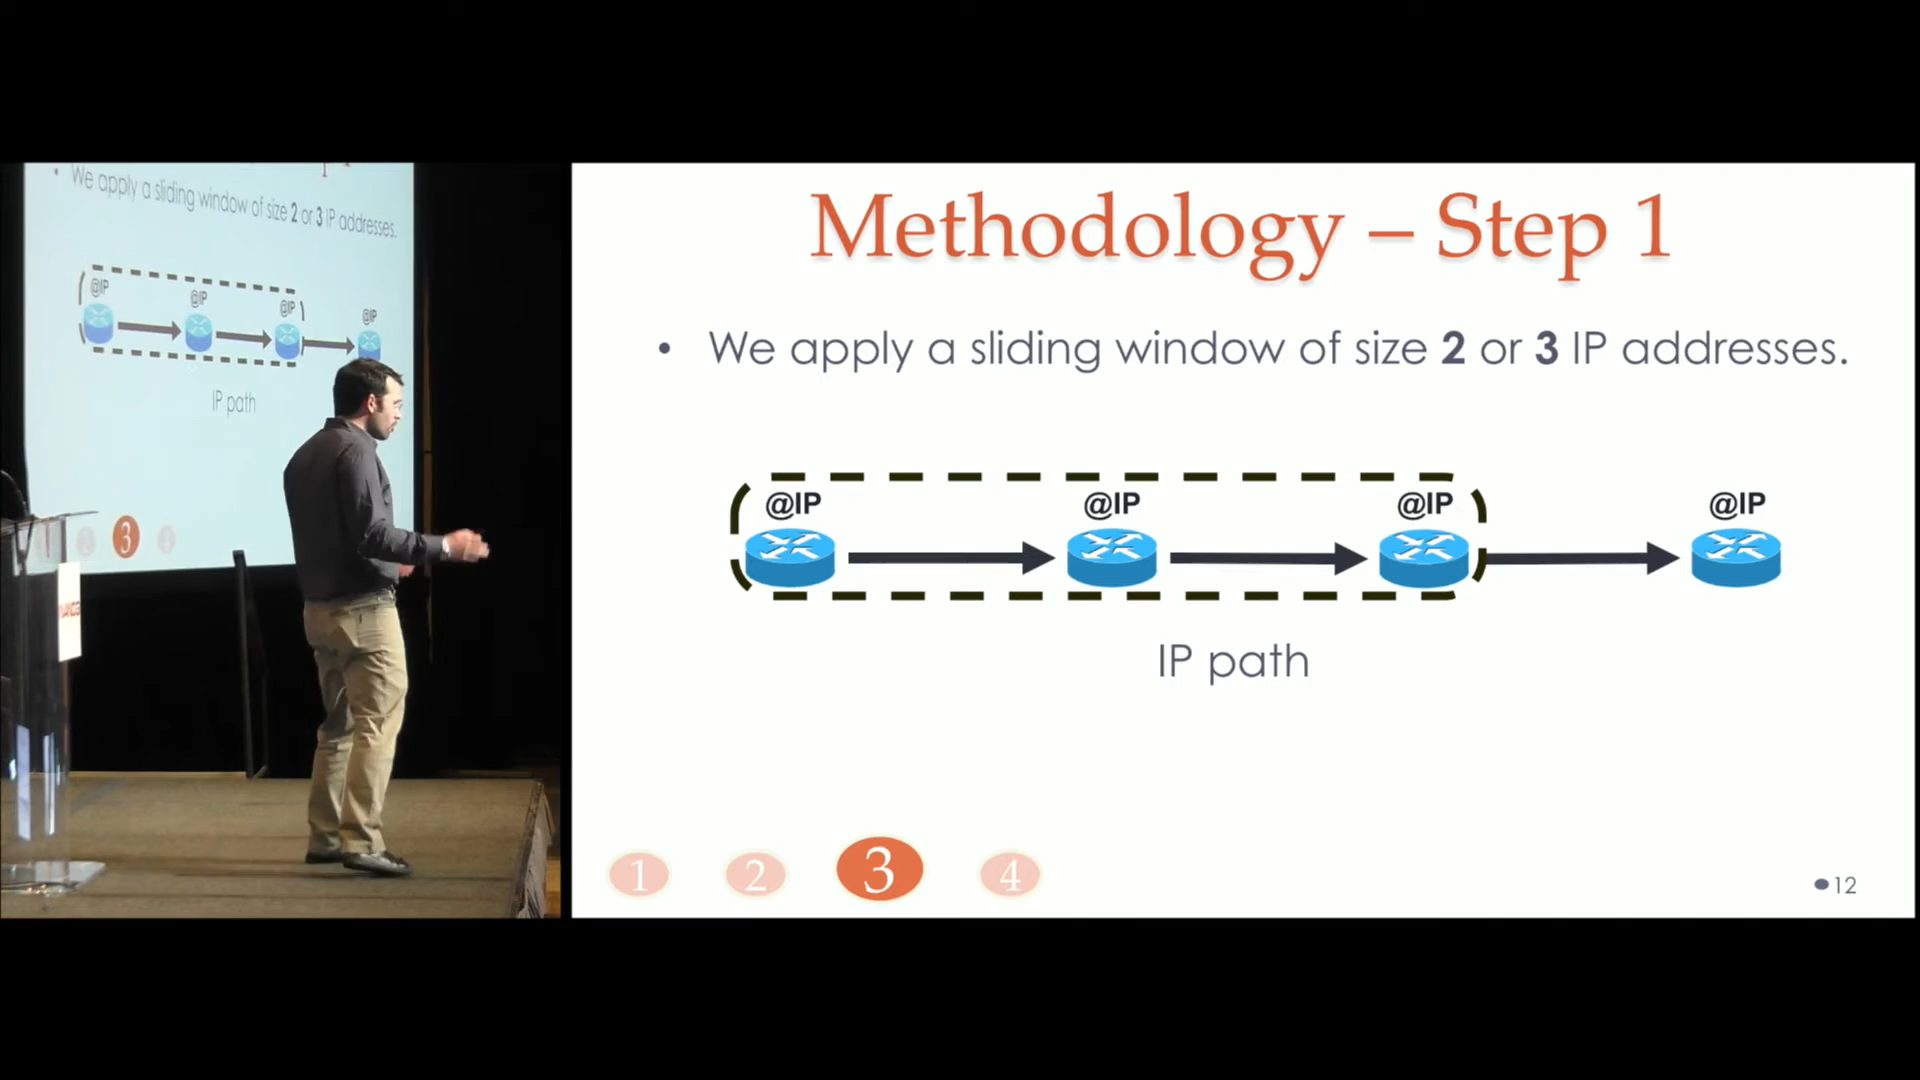 We apply a sliding window of size 2 or 3 IP addresses.
@IP @IP @IP @IP
IP path
2 3 4
Methodology – Step 1
• We apply a sliding window of size 2 or 3 IP addresses.
@IP @IP @IP @IP
IP path
1 2 3 4
12